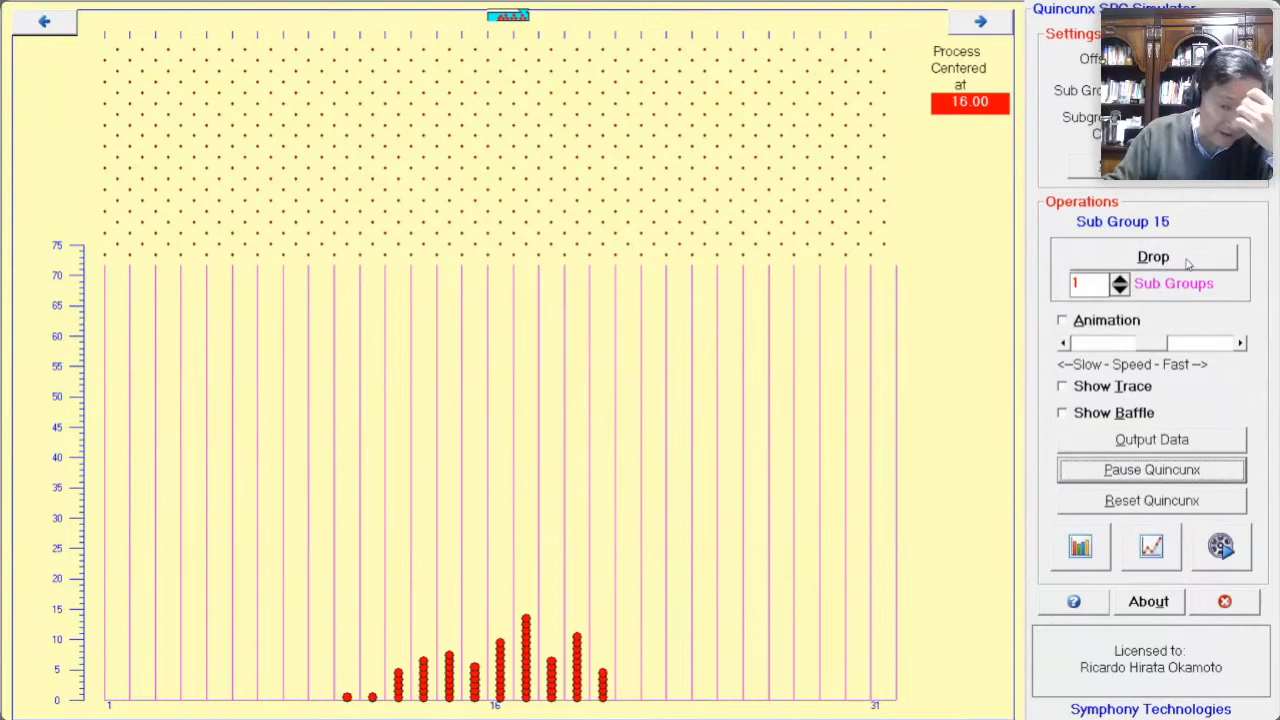 Quincunx SPC Simulator
Settings
Process
Centered
at
16.00
Operations
Sub Group 15
Drop
1
Sub Groups
Animation
<--Slow - Speed - Fast -->
Show Trace
Show Baffle
Output Data
Pause Quincunx
Reset Quincunx
About
Licensed to:
Ricardo Hirata Okamoto
Symphony Technologies
75
70
65
60
55
50
45
40
35
30
25
20
15
10
5
0
1
16
31